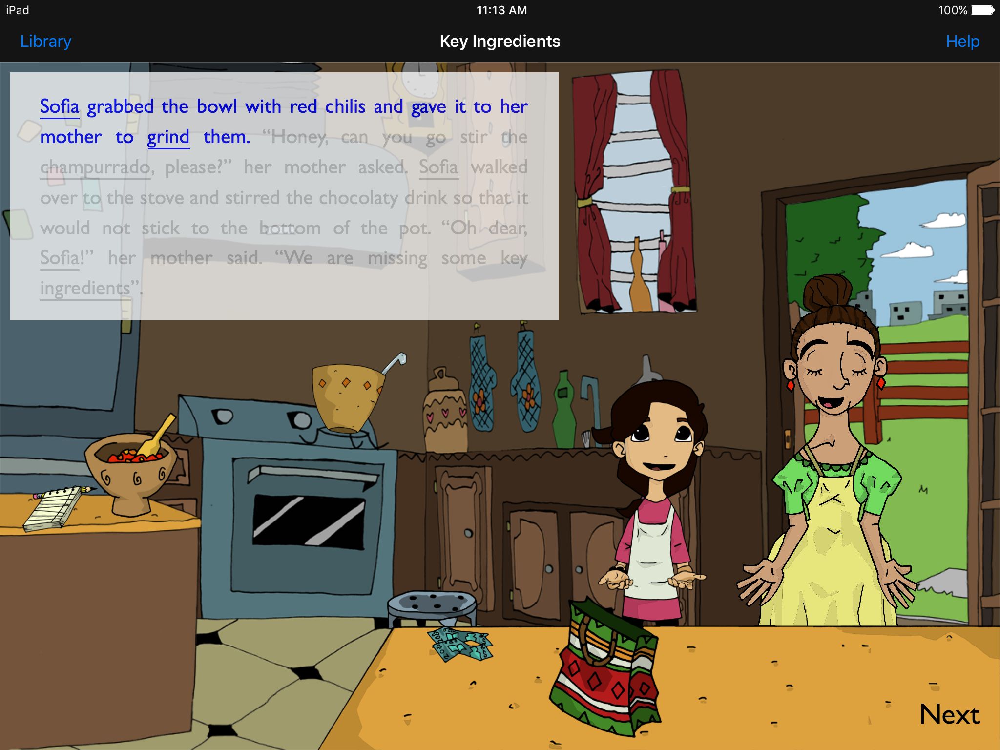 iPad 11:13 AM 100%
Library Key Ingredients Help
Sofia grabbed the bowl with red chilis and gave it to her
mother to grind them. “Honey, can you go stir the
champurrado, please?” her mother asked. Sofia walked
over to the stove and stirred the chocolaty drink so that it
would not stick to the bottom of the pot. “Oh dear,
Sofia!” her mother said. “We are missing some key
ingredients”.
Next